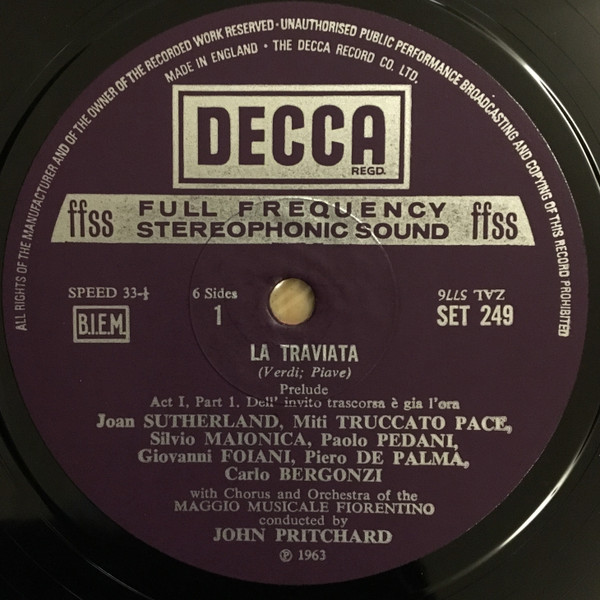 ALL RIGHTS OF THE MANUFACTURER AND OF THE OWNER OF THE RECORDED WORK RESERVED · UNAUTHORISED PUBLIC PERFORMANCE BROADCASTING AND COPYING OF THIS RECORD PROHIBITED
MADE IN ENGLAND · THE DECCA RECORD CO. LTD.
DECCA
REGD.
ffss FULL FREQUENCY STEREOPHONIC SOUND ffss
SPEED 33-⅓
B.I.E.M.
6 Sides
1
ZAL 5776
SET 249
LA TRAVIATA
(Verdi; Piave)
Prelude
Act I, Part 1. Dell' invito trascorsa è gia l'ora
Joan SUTHERLAND, Miti TRUCCATO PACE,
Silvio MAIONICA, Paolo PEDANI,
Giovanni FOIANI, Piero DE PALMA,
Carlo BERGONZI
with Chorus and Orchestra of the
MAGGIO MUSICALE FIORENTINO
conducted by
JOHN PRITCHARD
℗ 1963